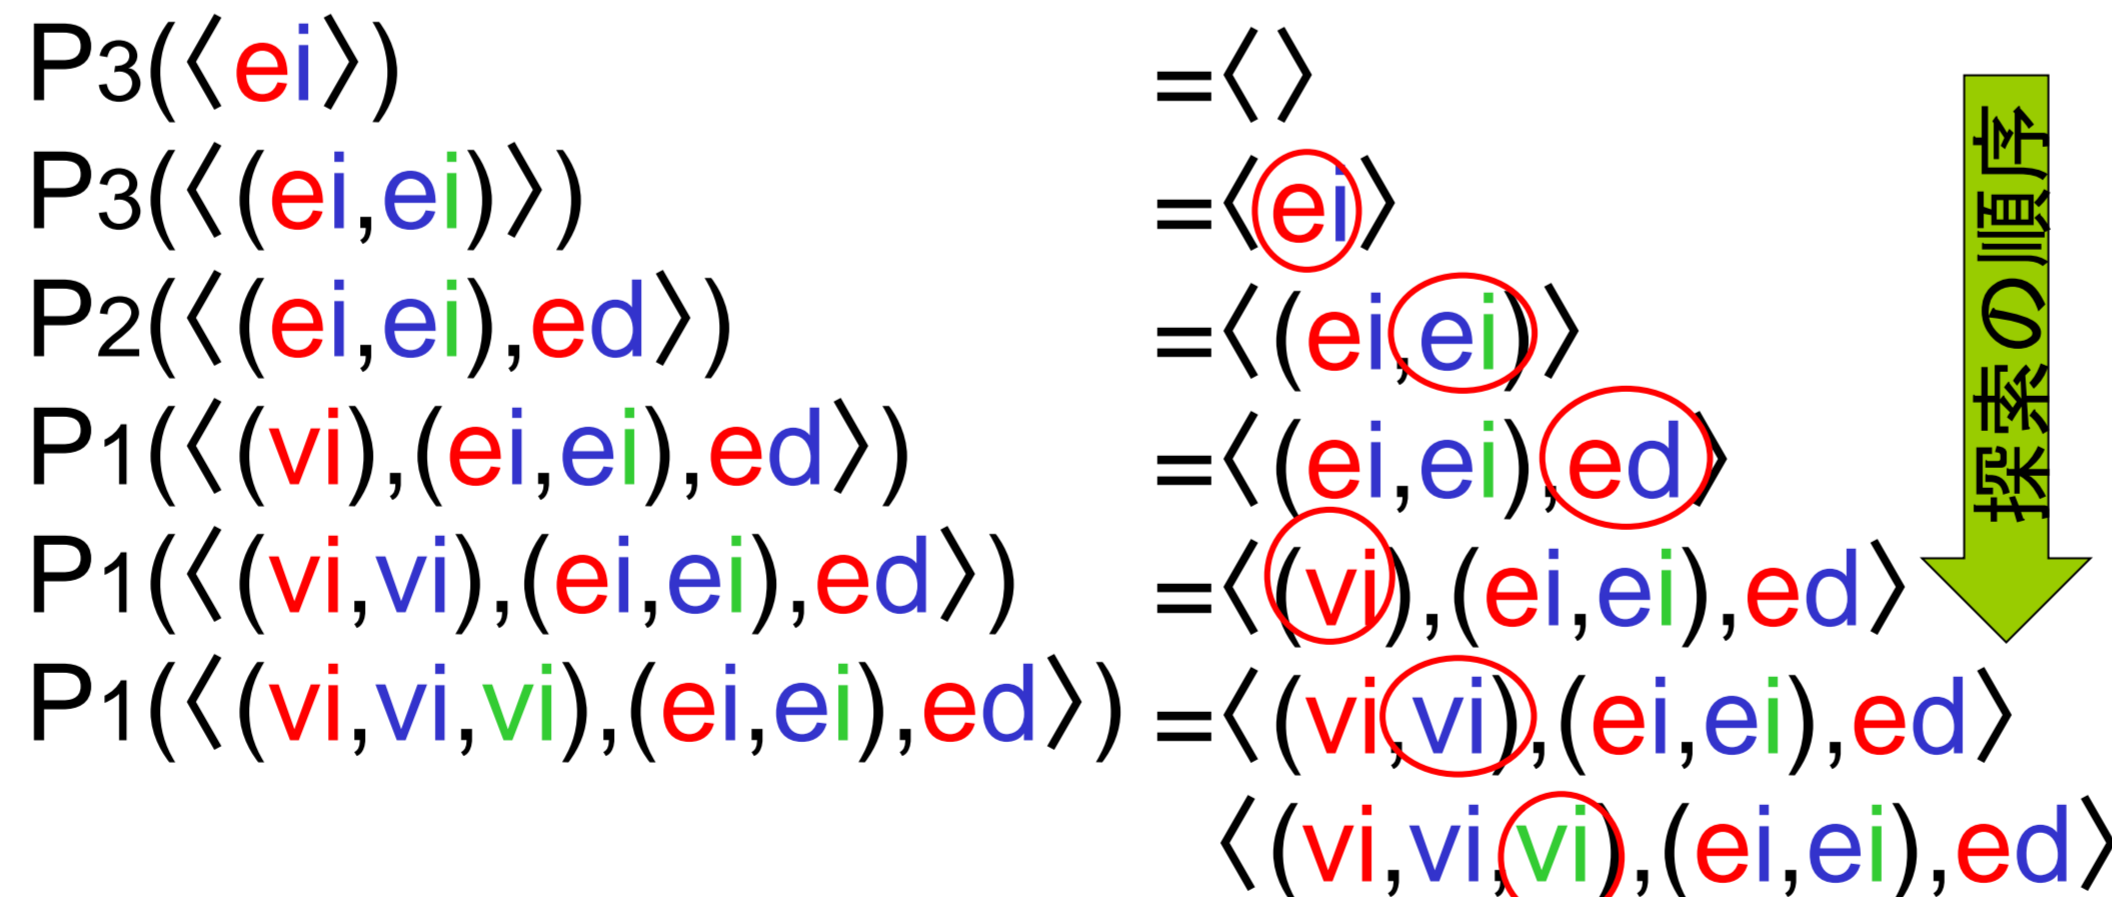 P3(〈ei〉) =〈〉
P3(〈(ei,ei)〉) =〈ei〉
P2(〈(ei,ei),ed〉) =〈(ei,ei)〉
P1(〈(vi),(ei,ei),ed〉) =〈(ei,ei),ed〉
P1(〈(vi,vi),(ei,ei),ed〉) =〈(vi),(ei,ei),ed〉
P1(〈(vi,vi,vi),(ei,ei),ed〉) =〈(vi,vi),(ei,ei),ed〉
〈(vi,vi,vi),(ei,ei),ed〉
探索の順序